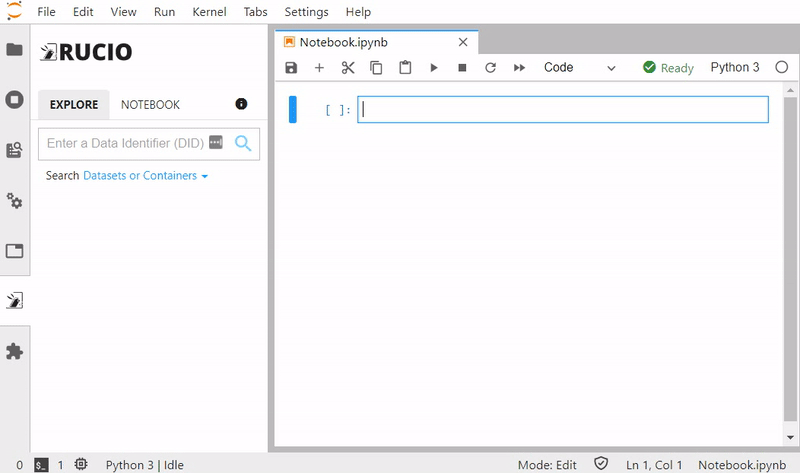 File Edit View Run Kernel Tabs Settings Help
RUCIO
EXPLORE NOTEBOOK
Enter a Data Identifier (DID)
Search Datasets or Containers
Notebook.ipynb
Code
Ready
Python 3
[ ]:
0
1
Python 3 | Idle
Mode: Edit
Ln 1, Col 1
Notebook.ipynb